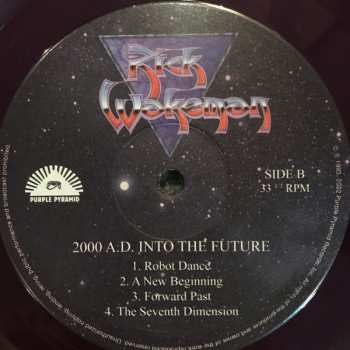 Rick
Wakeman
PURPLE PYRAMID
SIDE B
33 1/2 RPM
2000 A.D. INTO THE FUTURE
1. Robot Dance
2. A New Beginning
3. Forward Past
4. The Seventh Dimension